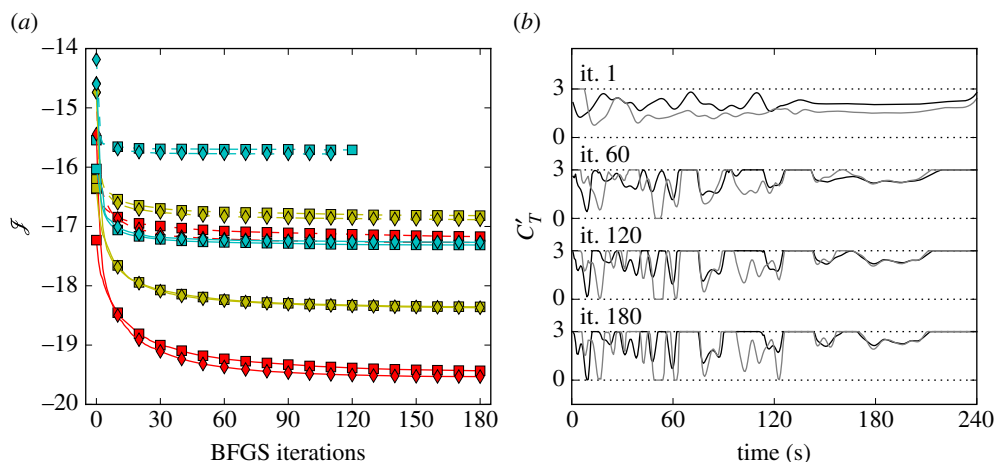 (a)
(b)
−14
−15
−16
−17
−18
−19
−20
𝒥
0 30 60 90 120 150 180
BFGS iterations
it. 1
3
0
it. 60
3
0
it. 120
3
0
it. 180
3
0
C′T
0 60 120 180 240
time (s)